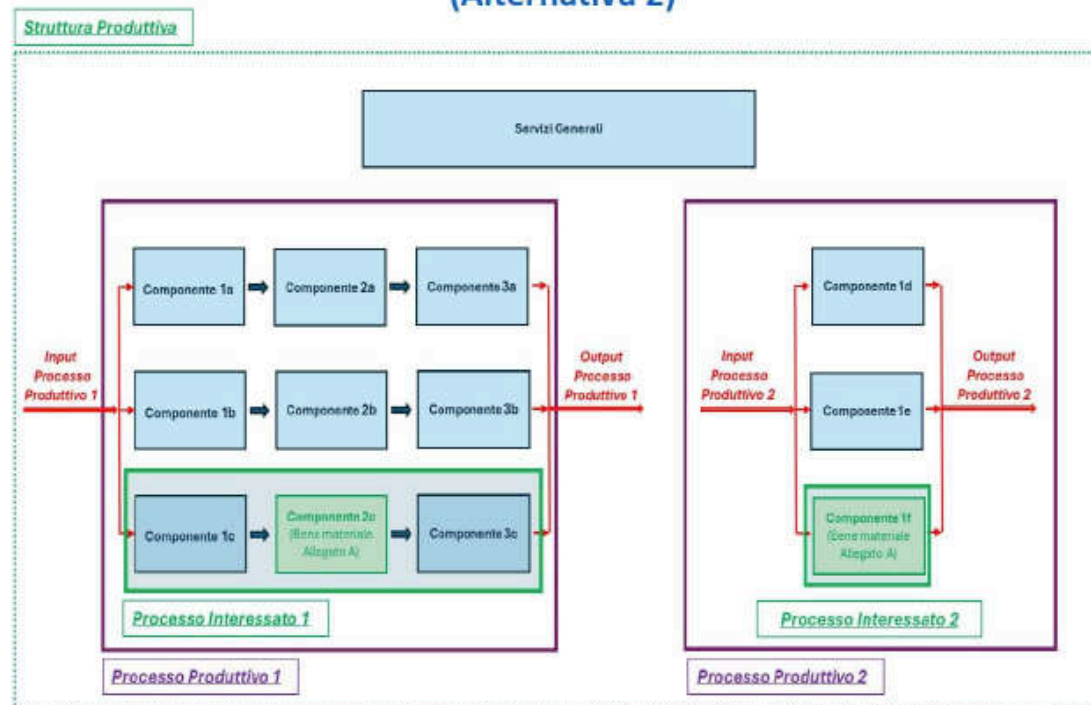 (Alternativa 2)
Struttura Produttiva
Servizi Generali
Componente 1a
Componente 2a
Componente 3a
Input
Processo
Produttivo 1
Componente 1b
Componente 2b
Componente 3b
Output
Processo
Produttivo 1
Componente 1c
Componente 2c
(Bene materiale
Allegato A)
Componente 3c
Processo Interessato 1
Processo Produttivo 1
Componente 1d
Input
Processo
Produttivo 2
Componente 1e
Output
Processo
Produttivo 2
Componente 1f
(Bene materiale
Allegato A)
Processo Interessato 2
Processo Produttivo 2